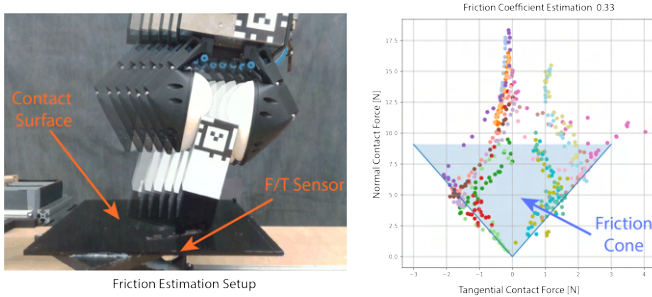 Contact
Surface
F/T Sensor
Friction Estimation Setup
Friction Coefficient Estimation 0.33
Normal Contact Force [N]
17.5
15.0
12.5
10.0
7.5
5.0
2.5
0.0
Friction
Cone
−3 −2 −1 0 1 2 3 4
Tangential Contact Force [N]